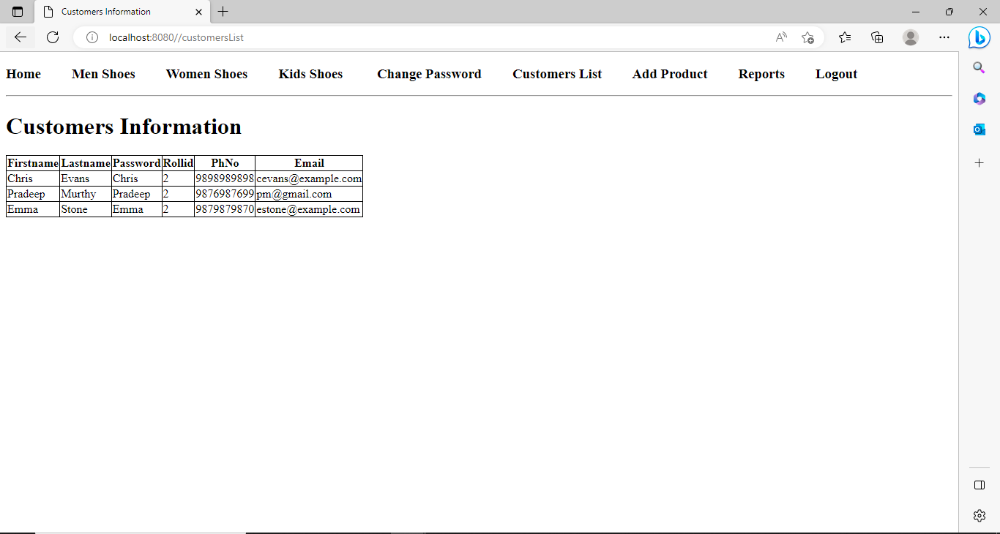 Customers Information
localhost:8080//customersList
Home Men Shoes Women Shoes Kids Shoes Change Password Customers List Add Product Reports Logout
Customers Information
Firstname Lastname Password Rollid PhNo Email
Chris Evans Chris 2 9898989898 cevans@example.com
Pradeep Murthy Pradeep 2 9876987699 pm@gmail.com
Emma Stone Emma 2 9879879870 estone@example.com